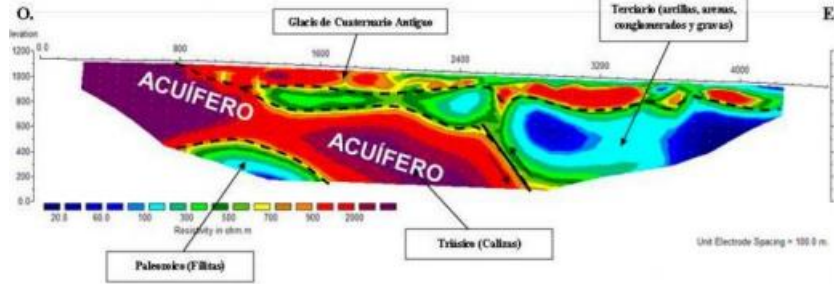 O.
E
Glacis de Cuaternario Antiguo
Terciario (arcillas, arenas,
conglomerados y gravas)
elevation
0.0 800 1600 2400 3200 4000
1200
1000
800
600
400
200
0.0
ACUÍFERO
ACUÍFERO
20.0 60.0 100 300 500 700 900 2000
Resistivity in ohm.m
Unit Electrode Spacing = 100.0 m.
Triásico (Calizas)
Paleozoico (Filitas)